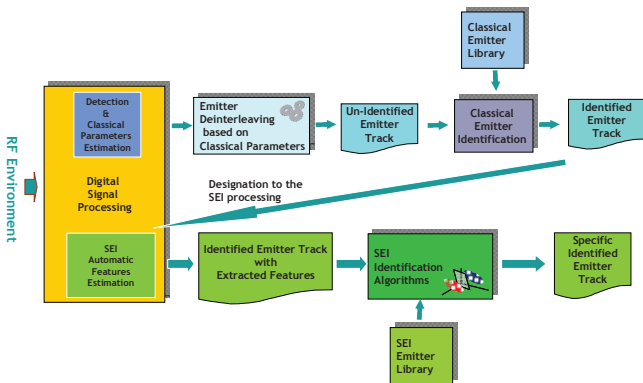 RF Environment
Detection
&
Classical
Parameters
Estimation
Digital
Signal
Processing
SEI
Automatic
Features
Estimation
Emitter
Deinterleaving
based on
Classical Parameters
Un-Identified
Emitter
Track
Classical
Emitter
Library
Classical
Emitter
Identification
Identified
Emitter
Track
Designation to the
SEI processing
Identified Emitter Track
with
Extracted Features
SEI
Identification
Algorithms
Specific
Identified
Emitter
Track
SEI
Emitter
Library